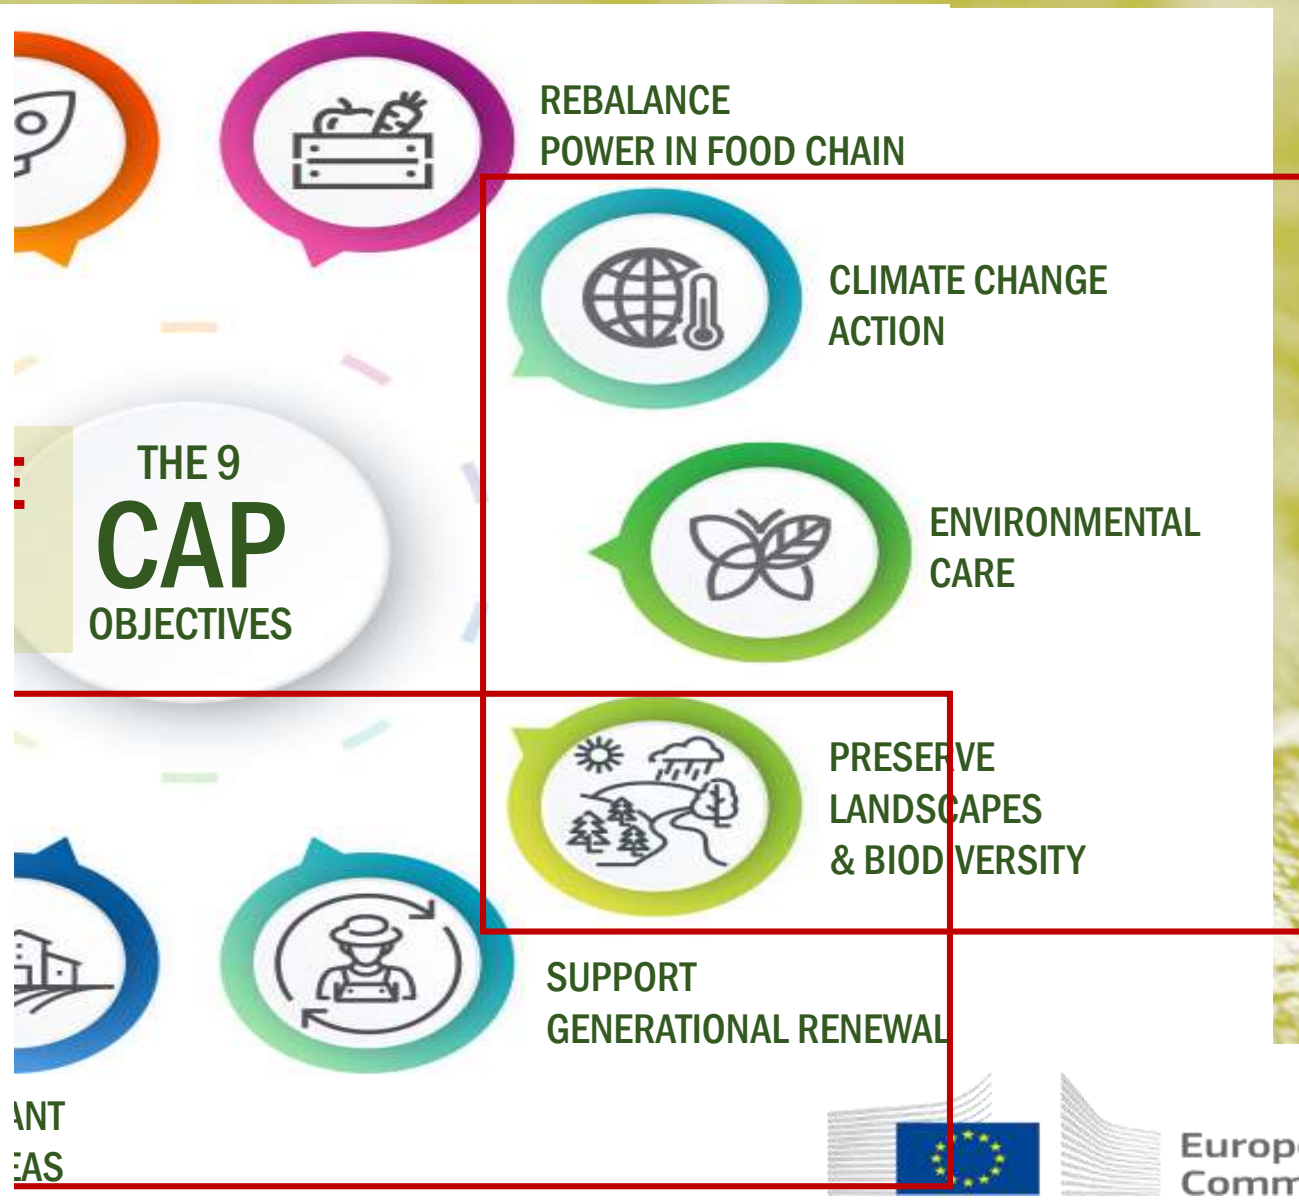 REBALANCE
POWER IN FOOD CHAIN
CLIMATE CHANGE
ACTION
THE 9
CAP
OBJECTIVES
ENVIRONMENTAL
CARE
PRESERVE
LANDSCAPES
& BIODIVERSITY
SUPPORT
GENERATIONAL RENEWAL